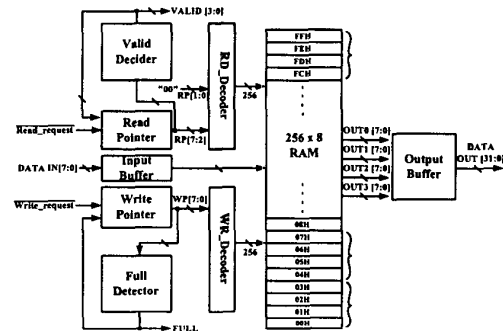 VALID [3:0]
Valid
Decider
"00"
RP[1:0]
RD_Decoder
256
FFH
FEH
FDH
FCH
Read_request
Read
Pointer
RP[7:2]
DATA IN[7:0]
Input
Buffer
256 x 8
RAM
OUT0 [7:0]
OUT1 [7:0]
OUT2 [7:0]
OUT3 [7:0]
Output
Buffer
DATA
OUT [31:0]
Write_request
Write
Pointer
WP[7:0]
WR_Decoder
256
Full
Detector
FULL
08H
07H
06H
05H
04H
03H
02H
01H
00H